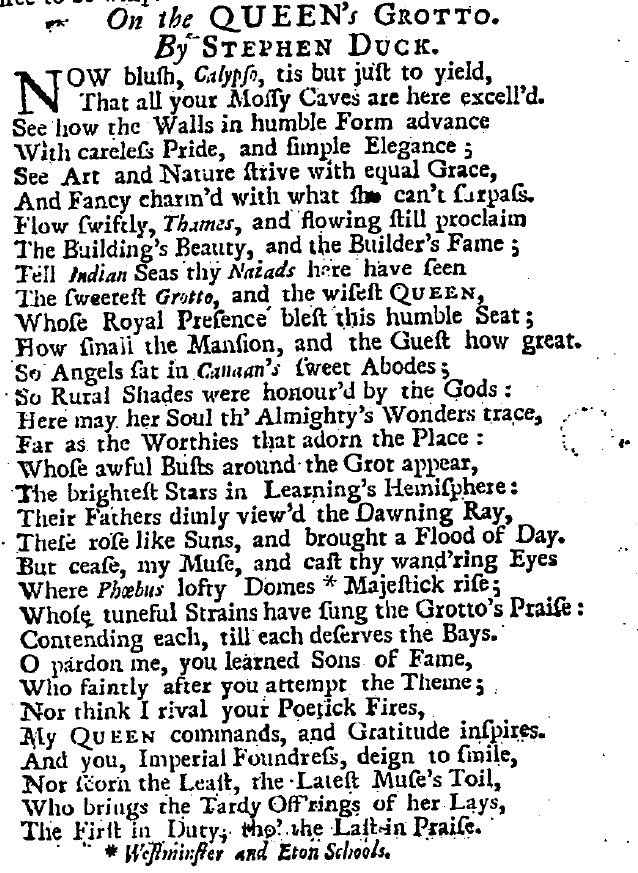 On the QUEEN's GROTTO.
By STEPHEN DUCK.
NOW bluſh, Calypſo, tis but juſt to yield,
That all your Moſſy Caves are here excell'd.
See how the Walls in humble Form advance
With careleſs Pride, and ſimple Elegance ;
See Art and Nature ſtrive with equal Grace,
And Fancy charm'd with what ſhe can't ſurpaſs.
Flow ſwiftly, Thames, and flowing ſtill proclaim
The Building's Beauty, and the Builder's Fame ;
Tell Indian Seas thy Naiads here have ſeen
The ſweeteſt Grotto, and the wiſeſt QUEEN,
Whoſe Royal Preſence bleſt this humble Seat ;
How ſmall the Manſion, and the Gueſt how great.
So Angels ſat in Canaan's ſweet Abodes ;
So Rural Shades were honour'd by the Gods :
Here may her Soul th' Almighty's Wonders trace,
Far as the Worthies that adorn the Place :
Whoſe awful Buſts around the Grot appear,
The brighteſt Stars in Learning's Hemiſphere :
Their Fathers dimly view'd the Dawning Ray,
Theſe roſe like Suns, and brought a Flood of Day.
But ceaſe, my Muſe, and caſt thy wand'ring Eyes
Where Phœbus lofty Domes * Majeſtick riſe ;
Whoſe tuneful Strains have ſung the Grotto's Praiſe :
Contending each, till each deſerves the Bays.
O pardon me, you learned Sons of Fame,
Who faintly after you attempt the Theme ;
Nor think I rival your Poetick Fires,
My QUEEN commands, and Gratitude inſpires.
And you, Imperial Foundreſs, deign to ſmile,
Nor ſcorn the Leaſt, the Lateſt Muſe's Toil,
Who brings the Tardy Off'rings of her Lays,
The Firſt in Duty, tho' the Laſt in Praiſe.
* Weſtminſter and Eton Schools.